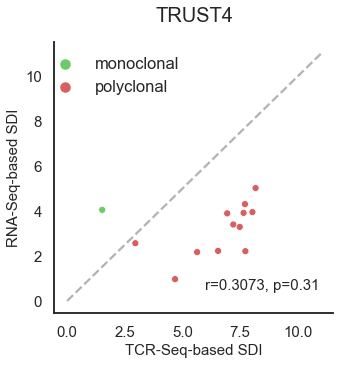 TRUST4
monoclonal
polyclonal
RNA-Seq-based SDI
10
8
6
4
2
0
r=0.3073, p=0.31
0.0 2.5 5.0 7.5 10.0
TCR-Seq-based SDI